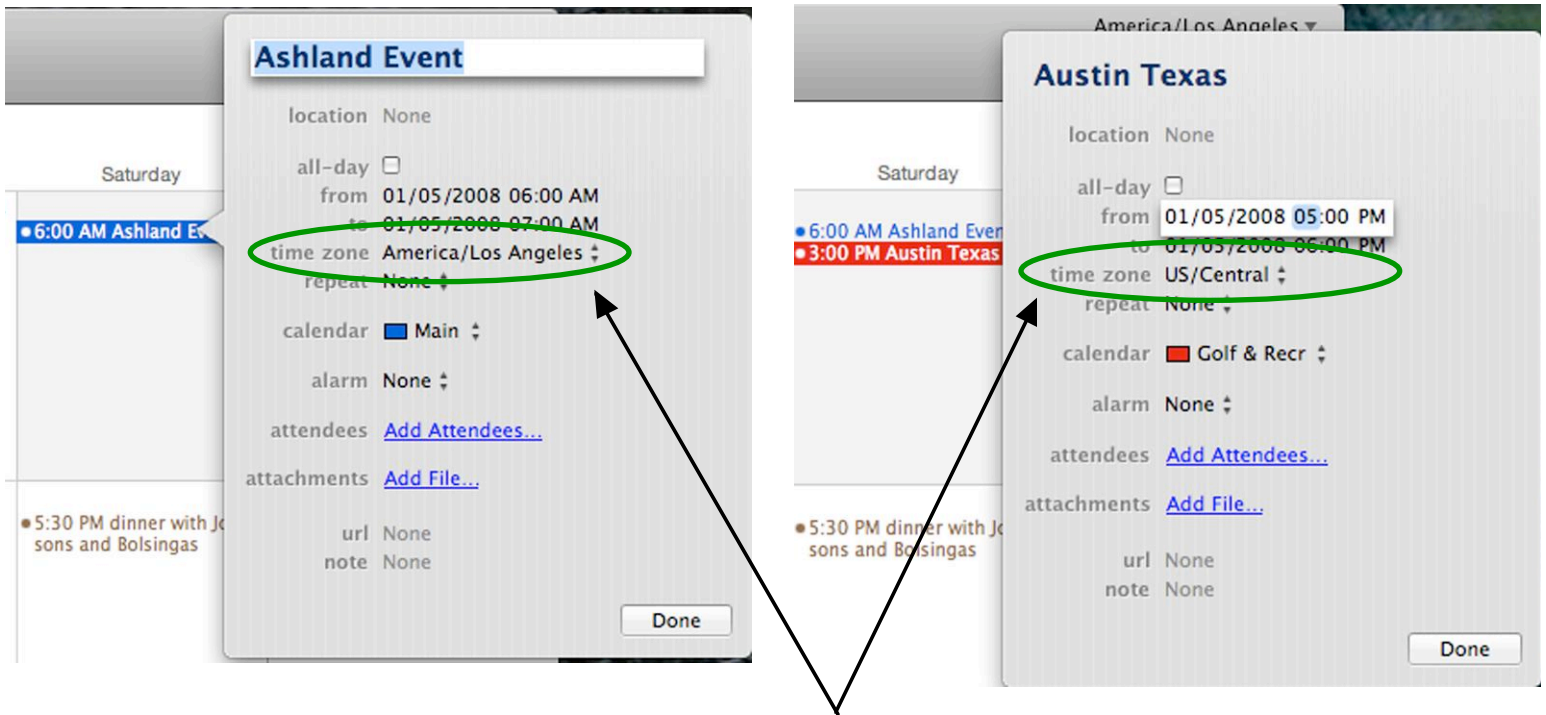 Saturday
• 6:00 AM Ashland Ev
• 5:30 PM dinner with Jo
sons and Bolsingas
Ashland Event
location None
all-day
from 01/05/2008 06:00 AM
to 01/05/2008 07:00 AM
time zone America/Los Angeles
repeat None
calendar Main
alarm None
attendees Add Attendees...
attachments Add File...
url None
note None
Done
America/Los Angeles
Saturday
• 6:00 AM Ashland Even
• 3:00 PM Austin Texas
• 5:30 PM dinner with Jo
sons and Bolsingas
Austin Texas
location None
all-day
from 01/05/2008 05:00 PM
to 01/05/2008 06:00 PM
time zone US/Central
repeat None
calendar Golf & Recr
alarm None
attendees Add Attendees...
attachments Add File...
url None
note None
Done